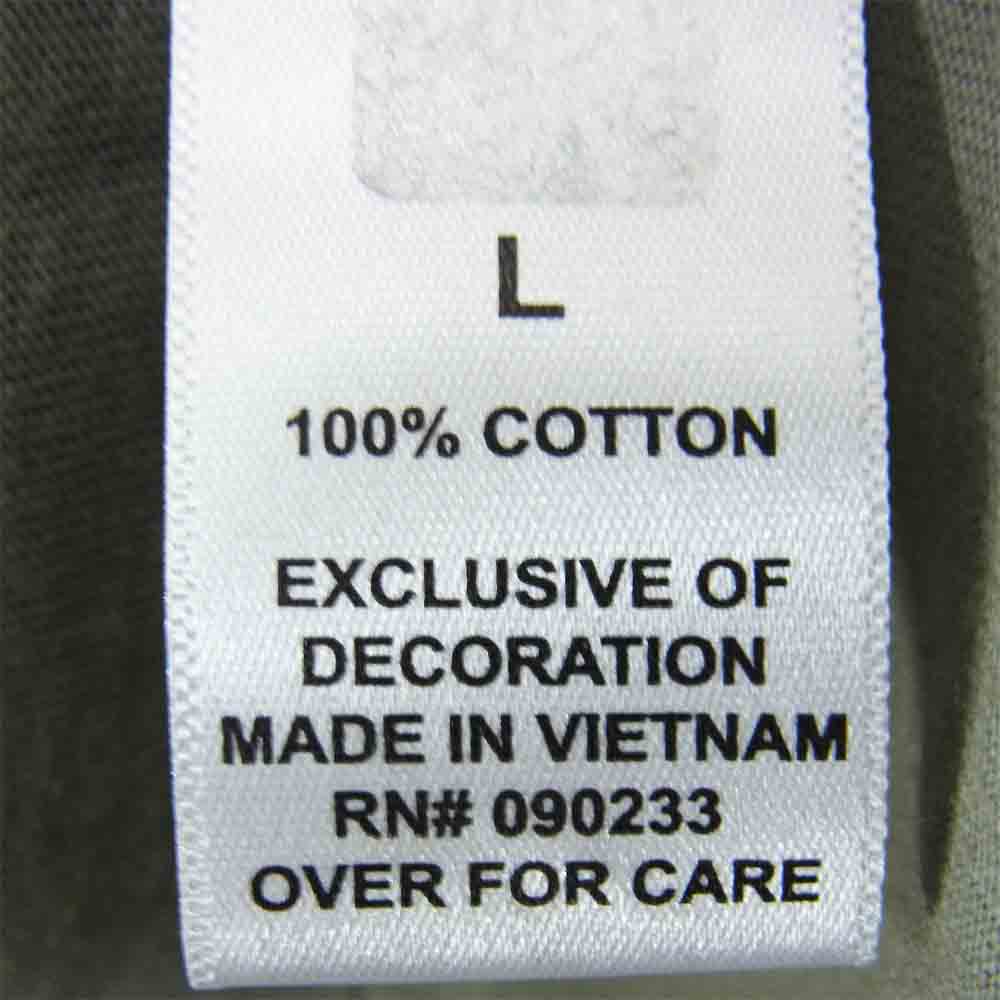 L
100% COTTON
EXCLUSIVE OF
DECORATION
MADE IN VIETNAM
RN# 090233
OVER FOR CARE